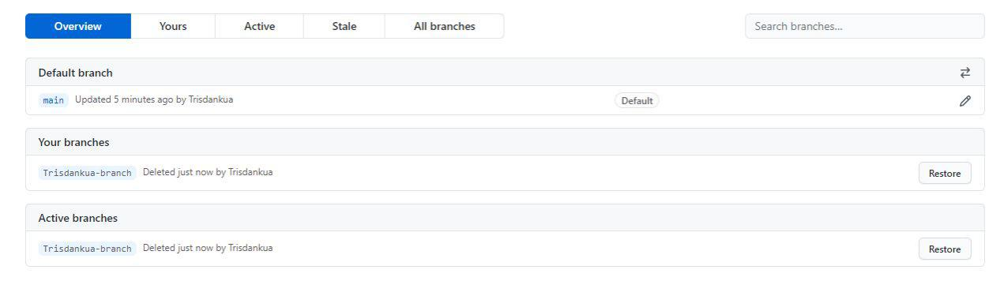 Overview Yours Active Stale All branches Search branches...
Default branch
main Updated 5 minutes ago by Trisdankua Default
Your branches
Trisdankua-branch Deleted just now by Trisdankua Restore
Active branches
Trisdankua-branch Deleted just now by Trisdankua Restore